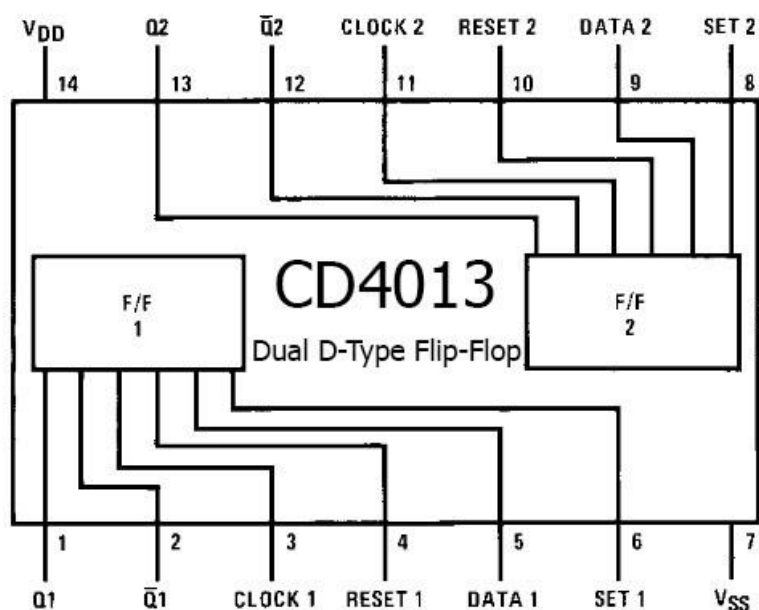 VDD Q2 Q̅2 CLOCK 2 RESET 2 DATA 2 SET 2
14 13 12 11 10 9 8
F/F
1
CD4013
Dual D-Type Flip-Flop
F/F
2
1 2 3 4 5 6 7
Q1 Q̅1 CLOCK 1 RESET 1 DATA 1 SET 1 VSS